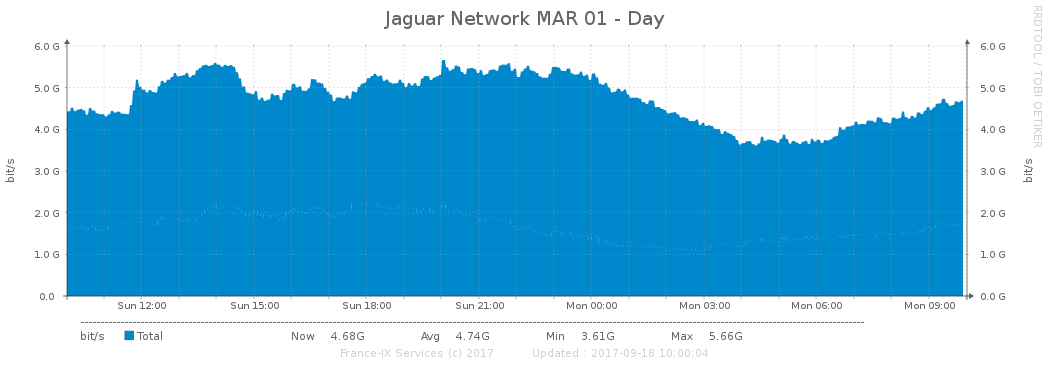 Jaguar Network MAR 01 - Day
RRDTOOL / TOBI OETIKER
6.0 G 6.0 G
5.0 G 5.0 G
4.0 G 4.0 G
3.0 G 3.0 G
2.0 G 2.0 G
1.0 G 1.0 G
0.0 0.0 G
bit/s bit/s
Sun 12:00 Sun 15:00 Sun 18:00 Sun 21:00 Mon 00:00 Mon 03:00 Mon 06:00 Mon 09:00
bit/s Total Now 4.68G Avg 4.74G Min 3.61G Max 5.66G
France-IX Services (c) 2017 Updated : 2017-09-18 10:00:04